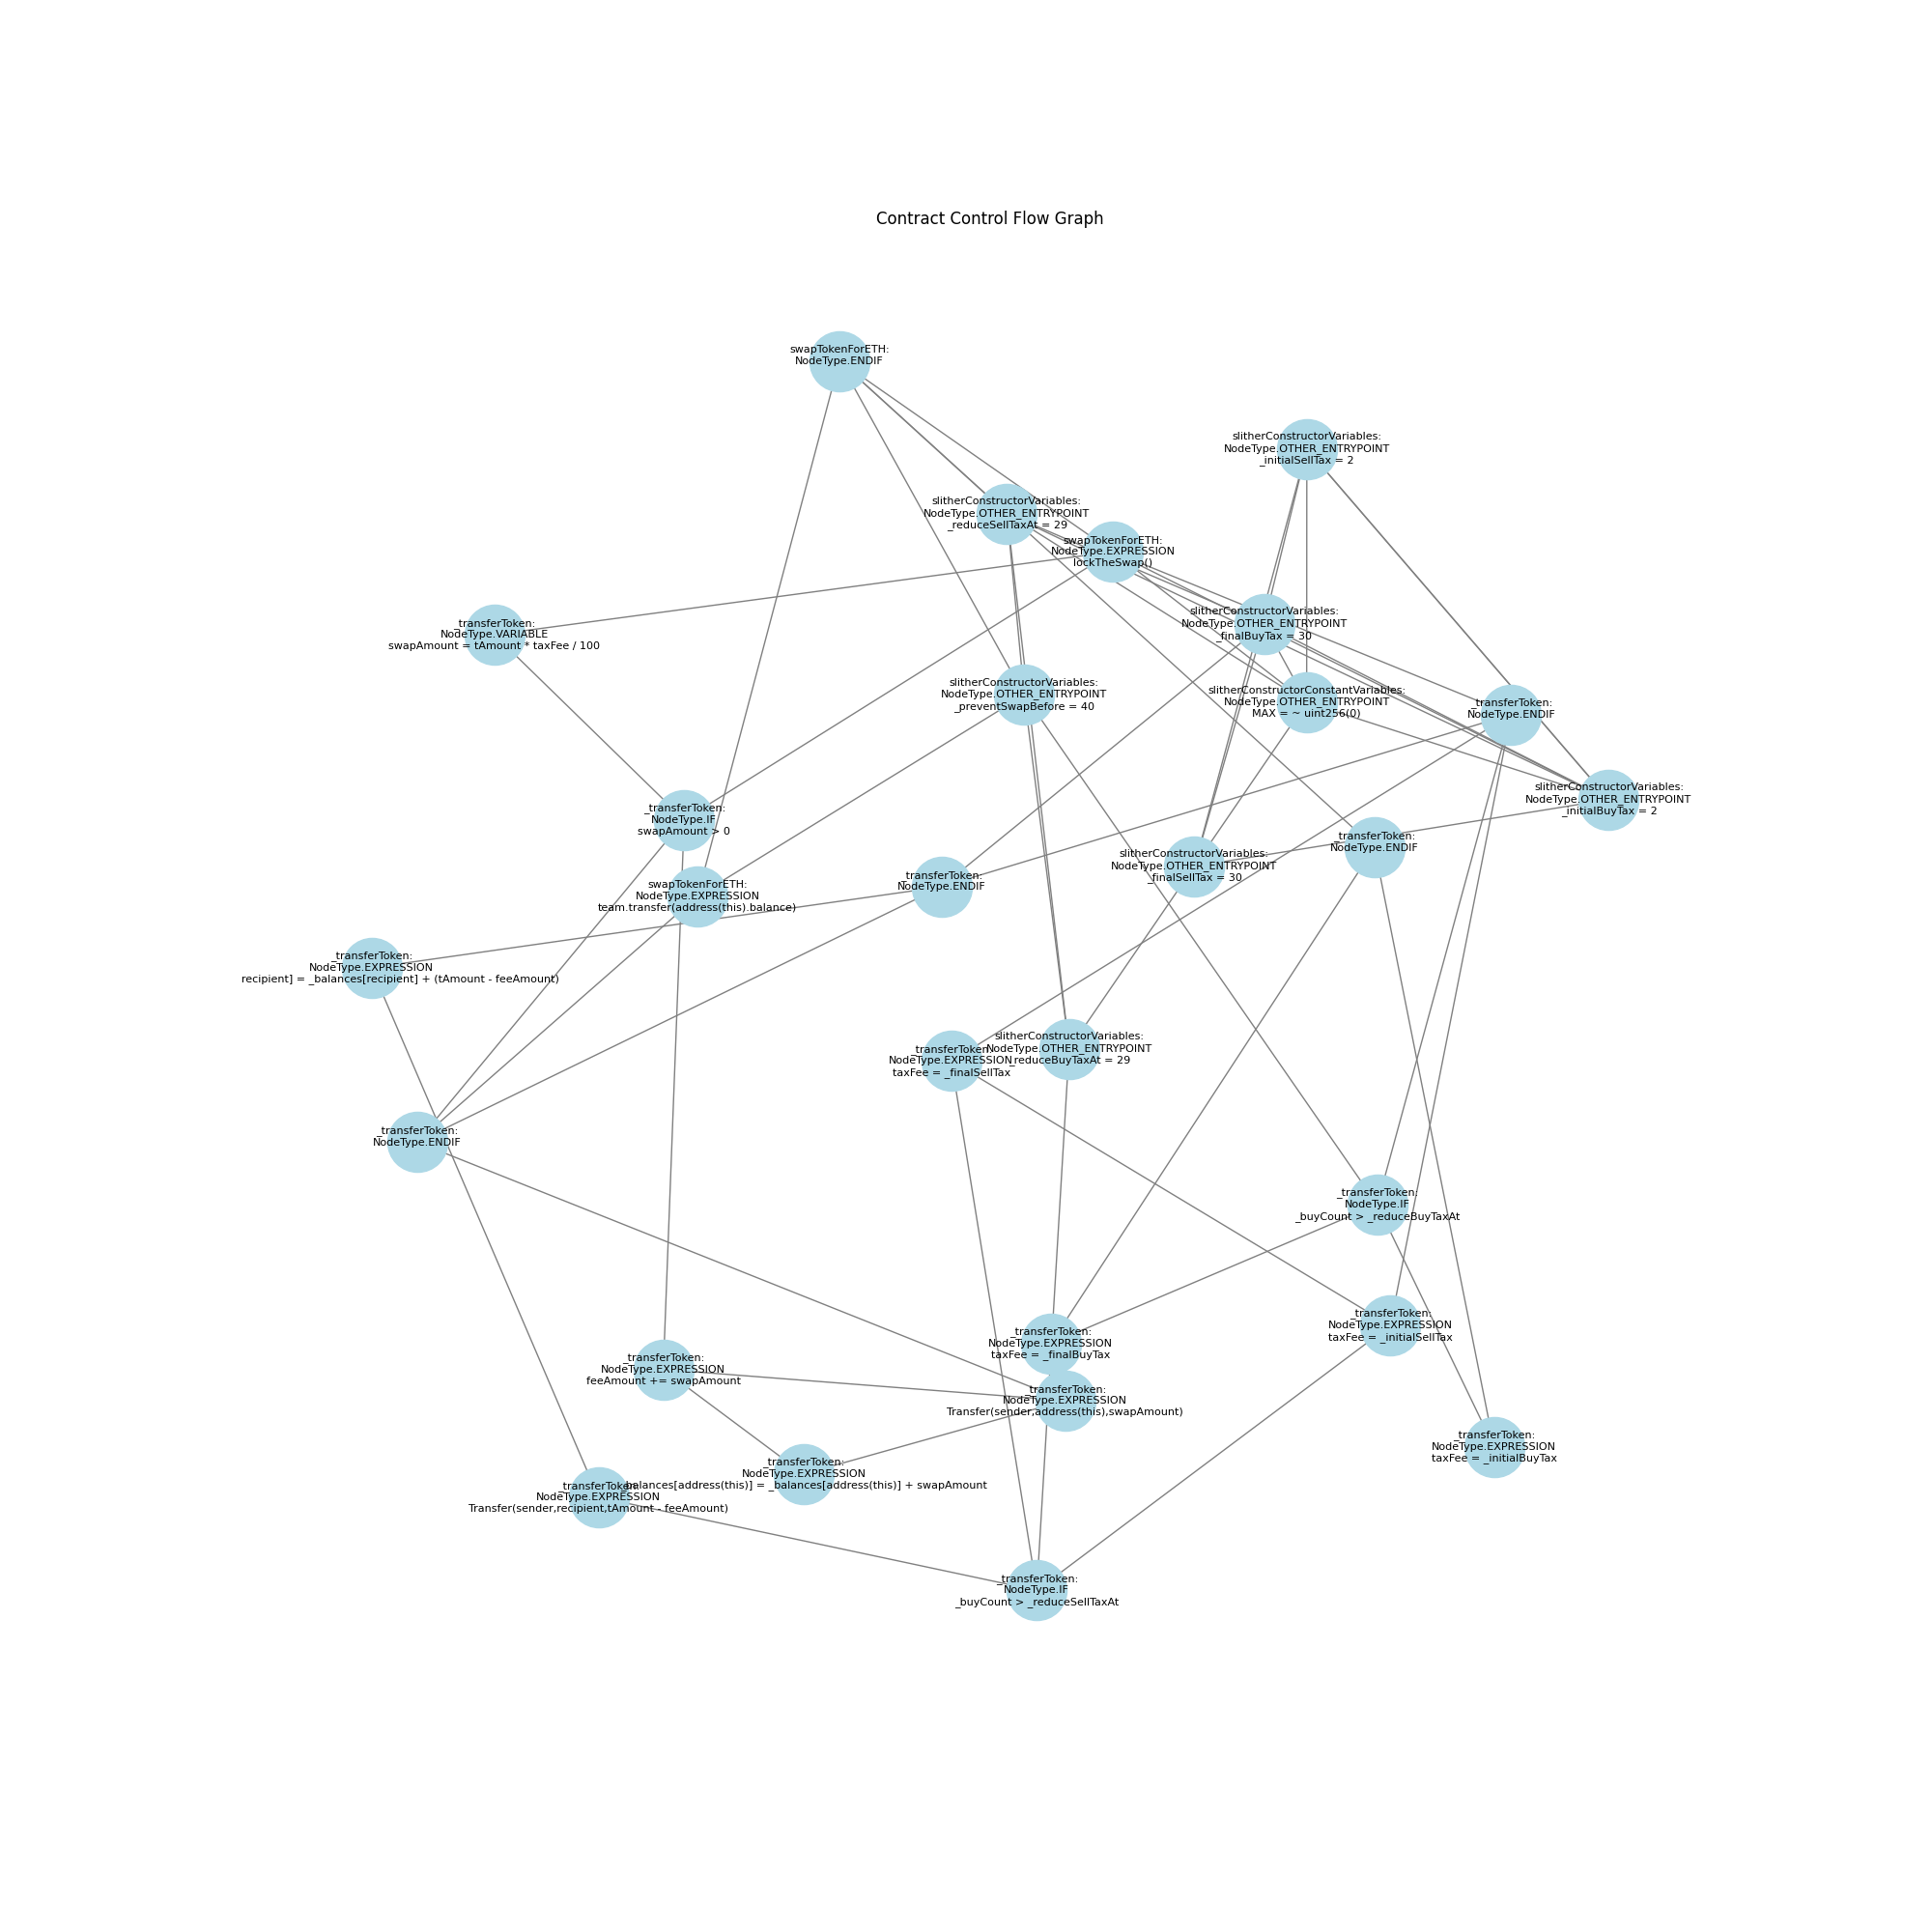 Contract Control Flow Graph
swapTokenForETH:
NodeType.ENDIF
slitherConstructorVariables:
NodeType.OTHER_ENTRYPOINT
_initialSellTax = 2
slitherConstructorVariables:
NodeType.OTHER_ENTRYPOINT
_reduceSellTaxAt = 29
swapTokenForETH:
NodeType.EXPRESSION
lockTheSwap()
_transferToken:
NodeType.VARIABLE
swapAmount = tAmount * taxFee / 100
slitherConstructorVariables:
NodeType.OTHER_ENTRYPOINT
_finalBuyTax = 30
slitherConstructorVariables:
NodeType.OTHER_ENTRYPOINT
_preventSwapBefore = 40
slitherConstructorConstantVariables:
NodeType.OTHER_ENTRYPOINT
MAX = ~ uint256(0)
_transferToken:
NodeType.ENDIF
slitherConstructorVariables:
NodeType.OTHER_ENTRYPOINT
_initialBuyTax = 2
_transferToken:
NodeType.IF
swapAmount > 0
_transferToken:
NodeType.ENDIF
slitherConstructorVariables:
NodeType.OTHER_ENTRYPOINT
_finalSellTax = 30
swapTokenForETH:
NodeType.EXPRESSION
team.transfer(address(this).balance)
_transferToken:
NodeType.ENDIF
_transferToken:
NodeType.EXPRESSION
recipient] = _balances[recipient] + (tAmount - feeAmount)
_transferToken:
NodeType.EXPRESSION
taxFee = _finalSellTax
slitherConstructorVariables:
NodeType.OTHER_ENTRYPOINT
_reduceBuyTaxAt = 29
_transferToken:
NodeType.ENDIF
_transferToken:
NodeType.IF
_buyCount > _reduceBuyTaxAt
_transferToken:
NodeType.EXPRESSION
taxFee = _initialSellTax
_transferToken:
NodeType.EXPRESSION
taxFee = _finalBuyTax
_transferToken:
NodeType.EXPRESSION
feeAmount += swapAmount
_transferToken:
NodeType.EXPRESSION
Transfer(sender,address(this),swapAmount)
_transferToken:
NodeType.EXPRESSION
taxFee = _initialBuyTax
_transferToken:
NodeType.EXPRESSION
_balances[address(this)] = _balances[address(this)] + swapAmount
_transferToken:
NodeType.EXPRESSION
Transfer(sender,recipient,tAmount - feeAmount)
_transferToken:
NodeType.IF
_buyCount > _reduceSellTaxAt